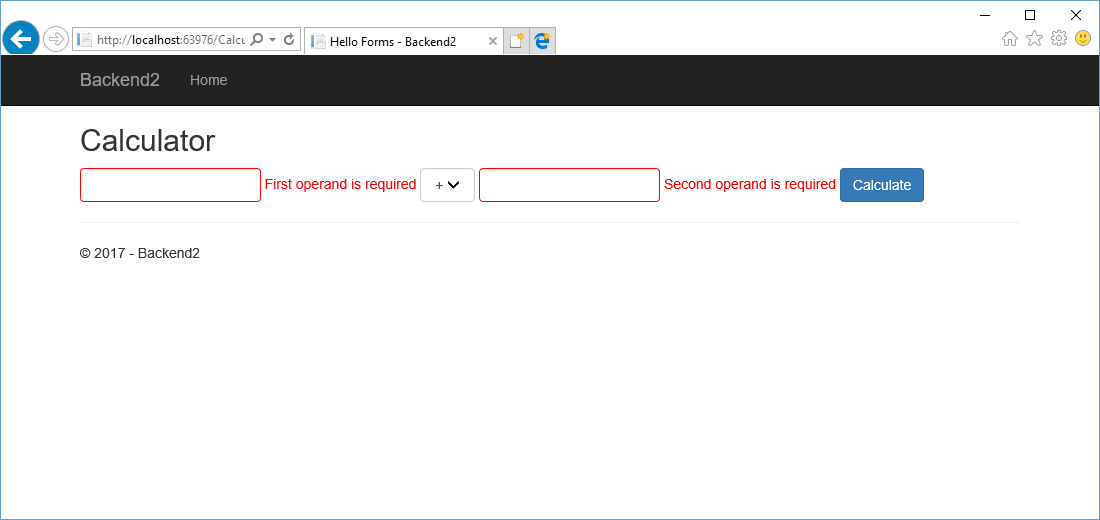 http://localhost:63976/Calcu
Hello Forms - Backend2
Backend2 Home
Calculator
First operand is required + Second operand is required Calculate
© 2017 - Backend2